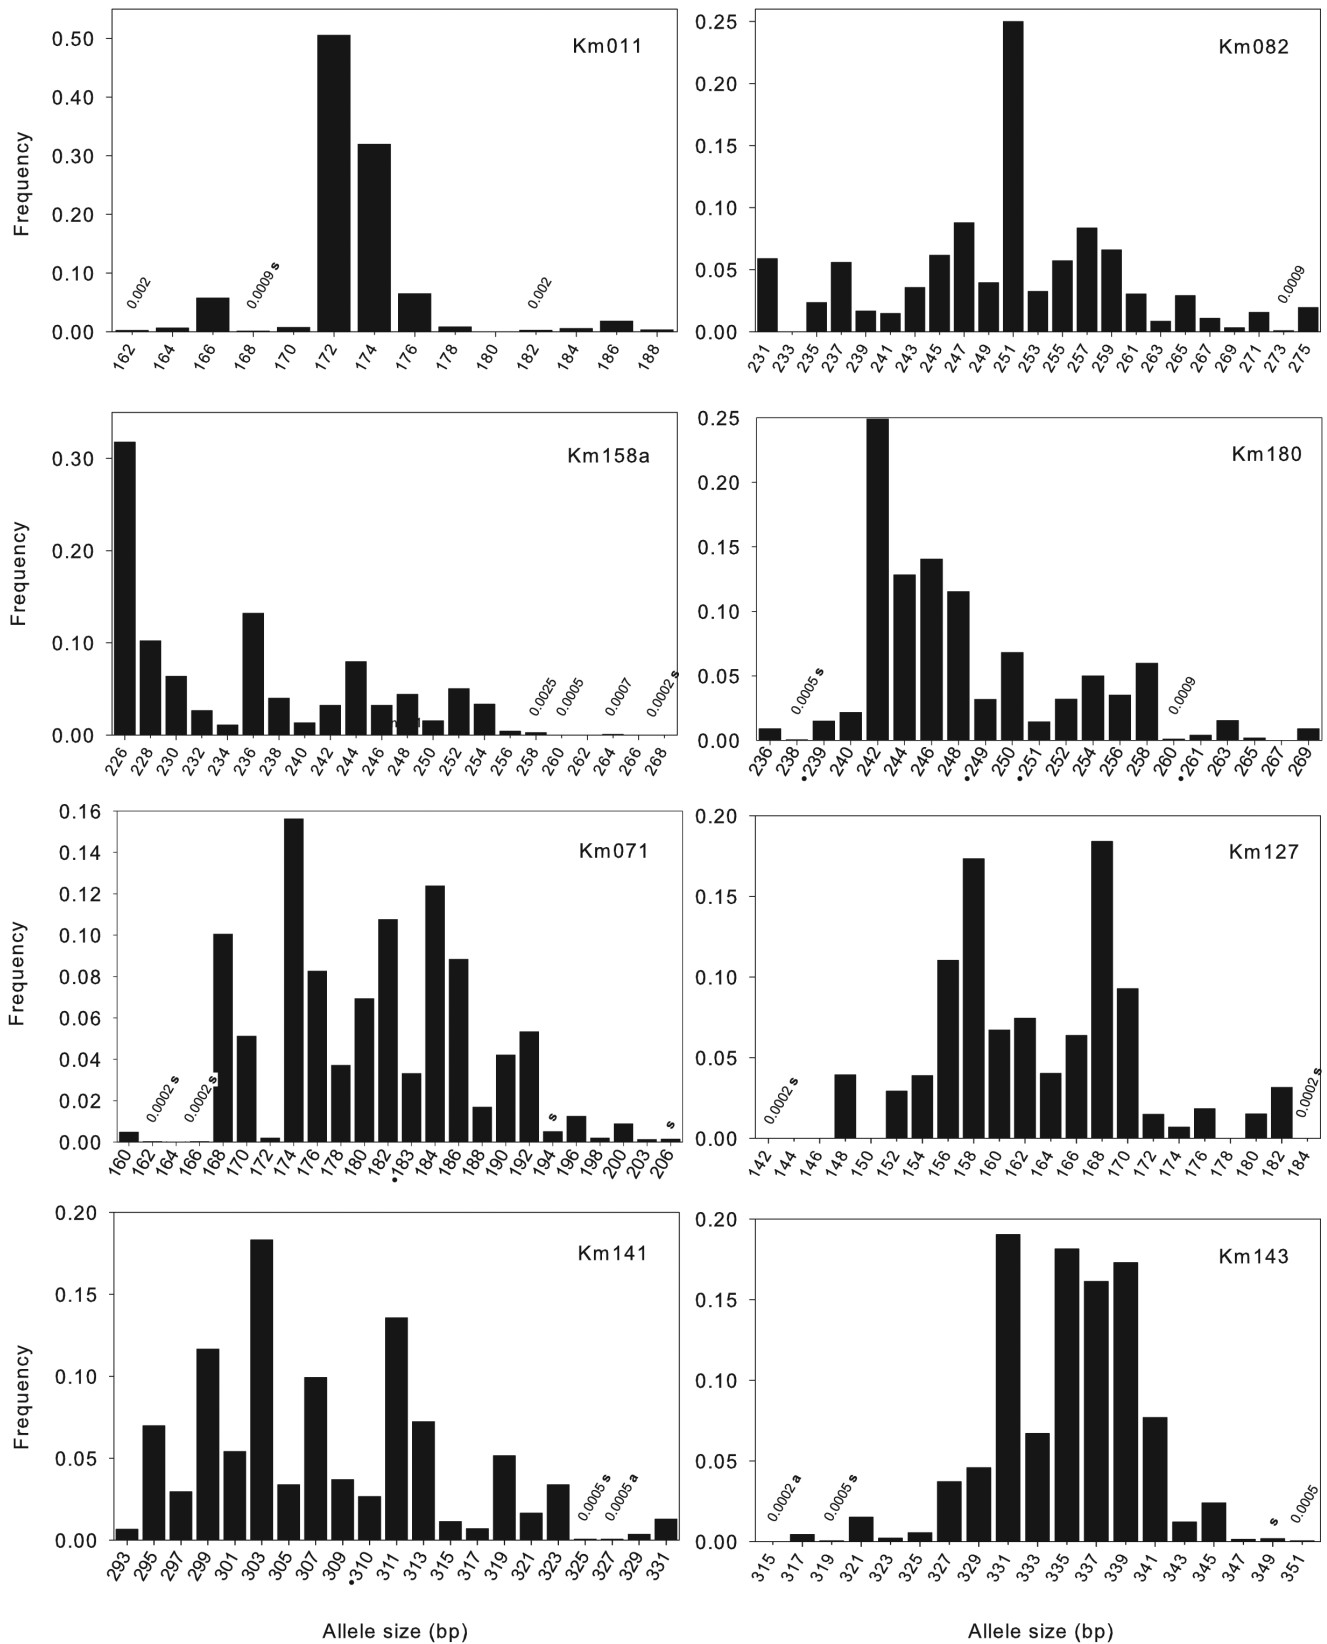 Km011
Frequency
0.50
0.40
0.30
0.20
0.10
0.00
0.002
0.0009 s
0.002
162 164 166 168 170 172 174 176 178 180 182 184 186 188
Km082
0.25
0.20
0.15
0.10
0.05
0.00
0.0009
231 233 235 237 239 241 243 245 247 249 251 253 255 257 259 261 263 265 267 269 271 273 275
Km158a
Frequency
0.30
0.20
0.10
0.00
0.0025
0.0005
0.0007
0.0002 s
226 228 230 232 234 236 238 240 242 244 246 248 250 252 254 256 258 260 262 264 266 268
Km180
0.25
0.20
0.15
0.10
0.05
0.00
0.0005 s
0.0009
236 238 •239 240 242 244 246 248 •249 250 •251 252 254 256 258 260 •261 263 265 267 269
Km071
Frequency
0.16
0.14
0.12
0.10
0.08
0.06
0.04
0.02
0.00
0.0002 s
0.0002 s
s
s
160 162 164 166 168 170 172 174 176 178 180 182 •183 184 186 188 190 192 194 196 198 200 203 206
Km127
0.20
0.15
0.10
0.05
0.00
0.0002 s
0.0002 s
142 144 146 148 150 152 154 156 158 160 162 164 166 168 170 172 174 176 178 180 182 184
Km141
Frequency
0.20
0.15
0.10
0.05
0.00
0.0005 s
0.0005 a
293 295 297 299 301 303 305 307 309 •310 311 313 315 317 319 321 323 325 327 329 331
Allele size (bp)
Km143
0.20
0.15
0.10
0.05
0.00
0.0002 a
0.0005 s
s
0.0005
315 317 319 321 323 325 327 329 331 333 335 337 339 341 343 345 347 349 351
Allele size (bp)